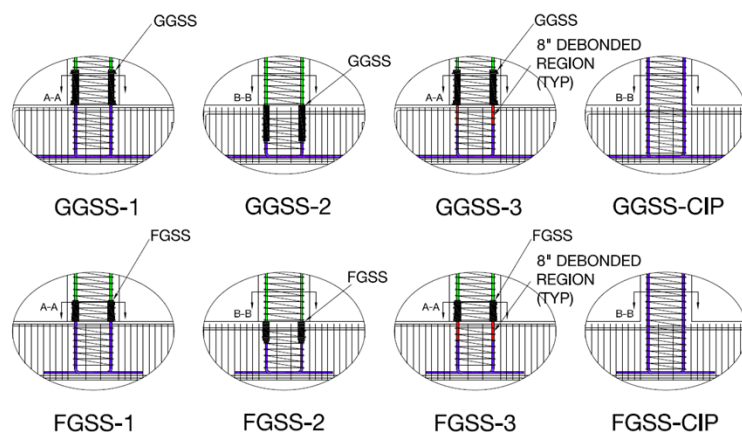 GGSS
A-A
GGSS-1
GGSS
B-B
GGSS-2
GGSS
8" DEBONDED
REGION
(TYP)
A-A
GGSS-3
B-B
GGSS-CIP
FGSS
A-A
FGSS-1
FGSS
B-B
FGSS-2
FGSS
8" DEBONDED
REGION
(TYP)
A-A
FGSS-3
B-B
FGSS-CIP